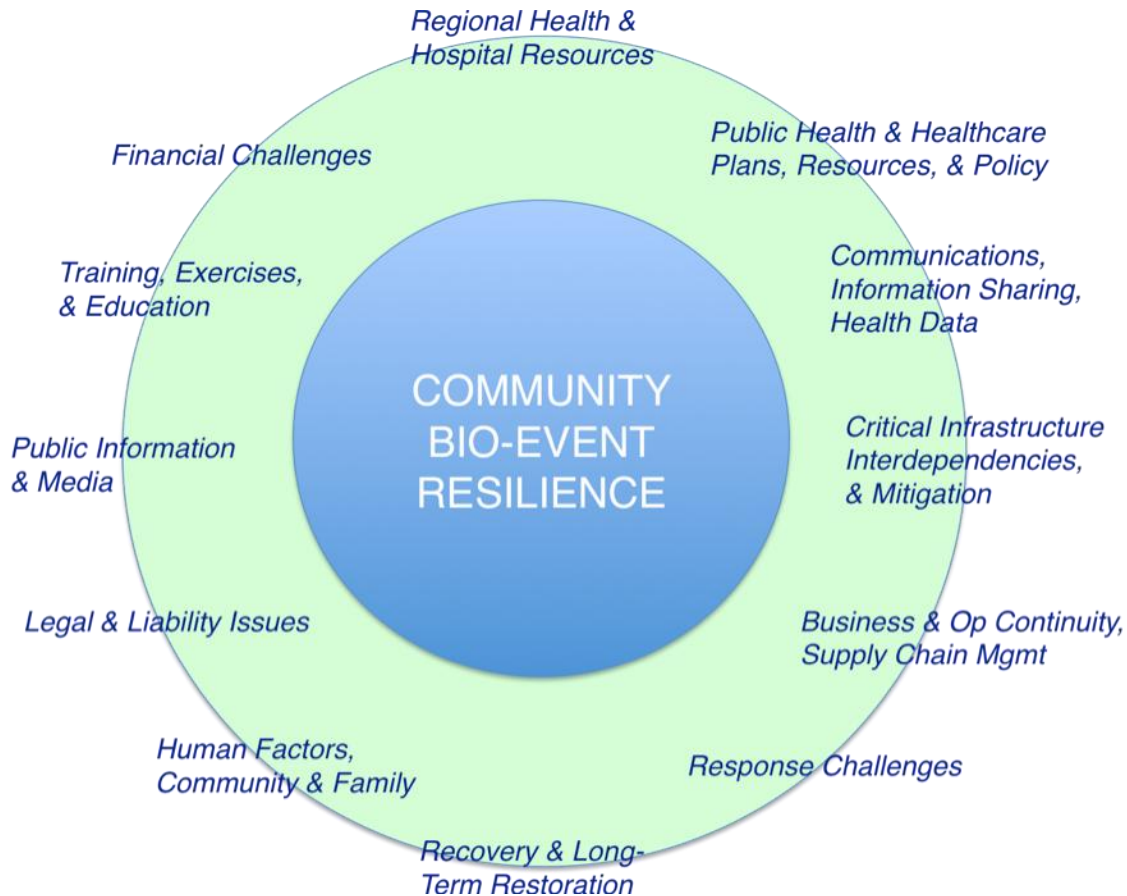 Regional Health &
Hospital Resources
Public Health & Healthcare
Plans, Resources, & Policy
Communications,
Information Sharing,
Health Data
Critical Infrastructure
Interdependencies,
& Mitigation
Business & Op Continuity,
Supply Chain Mgmt
Response Challenges
Recovery & Long-
Term Restoration
Human Factors,
Community & Family
Legal & Liability Issues
Public Information
& Media
Training, Exercises,
& Education
Financial Challenges
COMMUNITY
BIO-EVENT
RESILIENCE